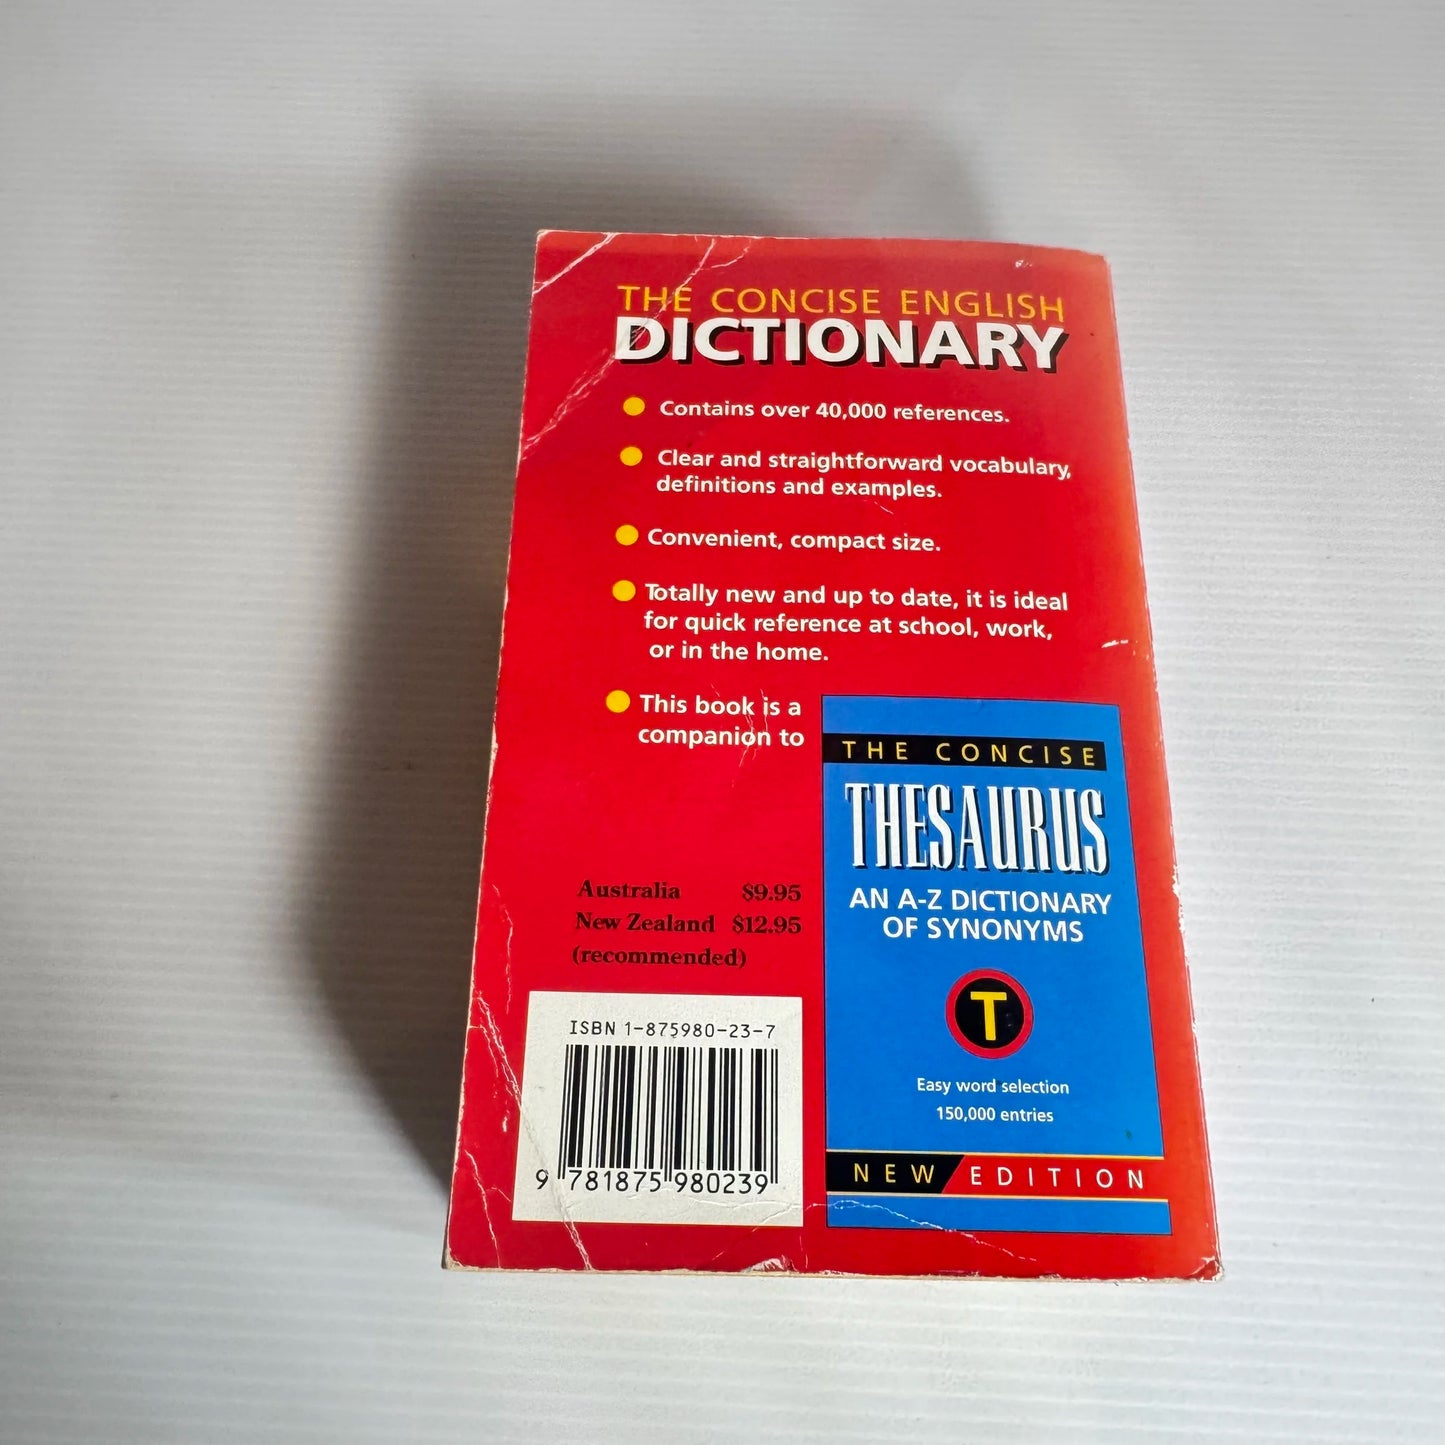 THE CONCISE ENGLISH
DICTIONARY
Contains over 40,000 references.
Clear and straightforward vocabulary,
definitions and examples.
Convenient, compact size.
Totally new and up to date, it is ideal
for quick reference at school, work,
or in the home.
This book is a
companion to
THE CONCISE
THESAURUS
AN A-Z DICTIONARY
OF SYNONYMS
T
Easy word selection
150,000 entries
NEW EDITION
Australia $9.95
New Zealand $12.95
(recommended)
ISBN 1-875980-23-7
9 781875 980239